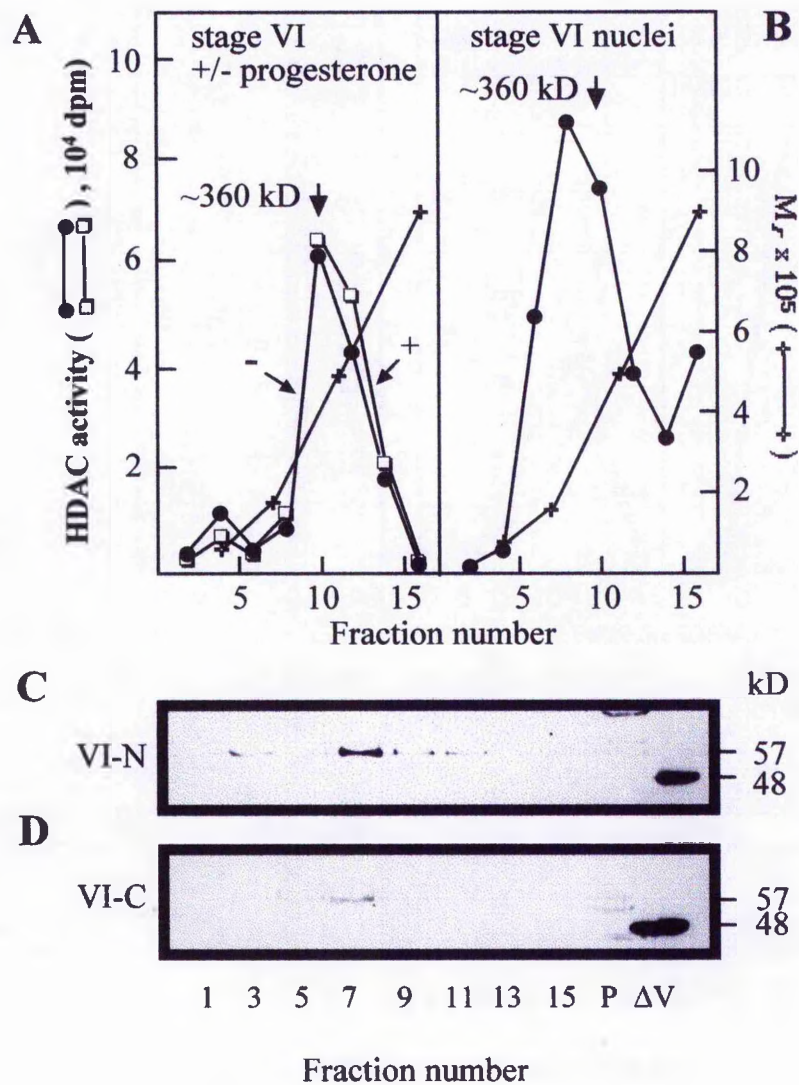 A
B
stage VI
+/- progesterone
stage VI nuclei
~360 kD
~360 kD
10
8
6
4
2
HDAC activity ( ), 10⁴ dpm)
-
+
10
8
6
4
2
Mᵣ x 10⁵ ( + + )
5 10 15 5 10 15
Fraction number
C
kD
VI-N
57
48
D
VI-C
57
48
1 3 5 7 9 11 13 15 P ΔV
Fraction number